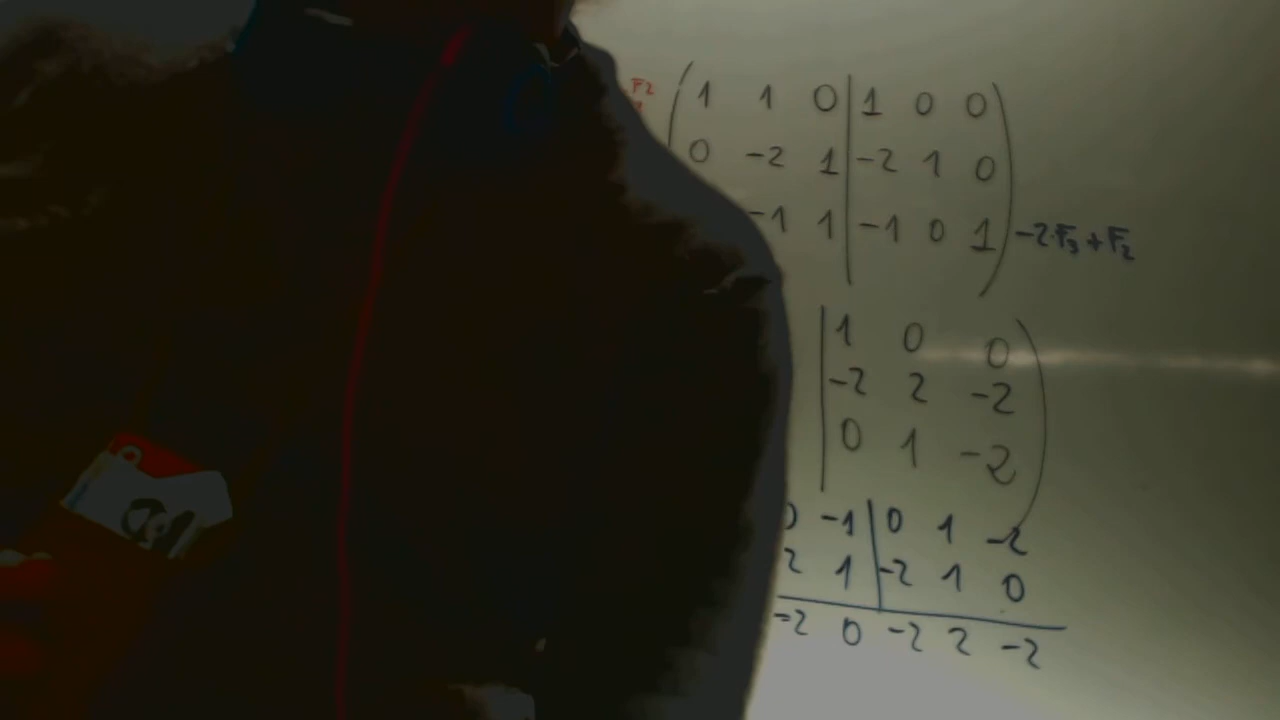 F2
1 1 0 | 1 0 0
0 -2 1 | -2 1 0
-1 1 | -1 0 1 -2·F₃+F₂
1 0 0
-2 2 -2
0 1 -2
0 -1 | 0 1 -2
2 1 | -2 1 0
-2 0 -2 2 -2